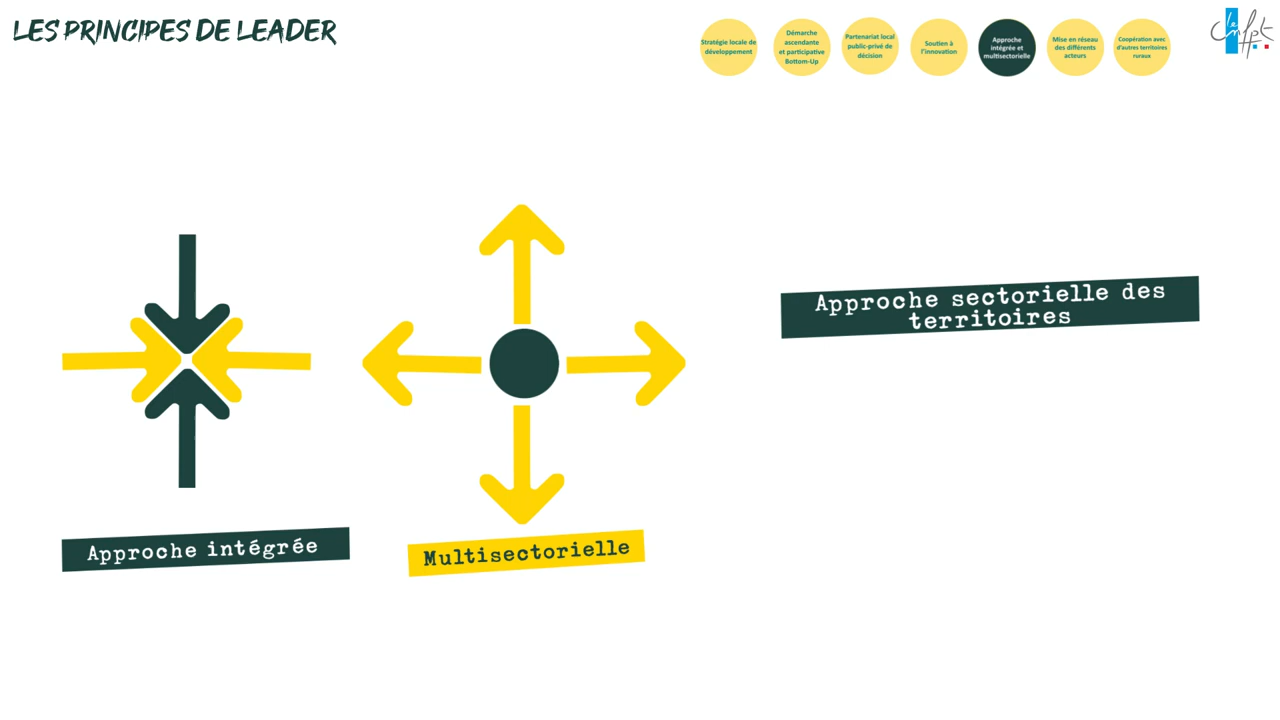 LES PRINCIPES DE LEADER
Stratégie locale de
développement
Démarche
ascendante
et participative
Bottom-Up
Partenariat local
public-privé de
décision
Soutien à
l'innovation
Approche
intégrée et
multisectorielle
Mise en réseau
des différents
acteurs
Coopération avec
d'autres territoires
ruraux
le cnfpt
Approche sectorielle des
territoires
Approche intégrée
Multisectorielle